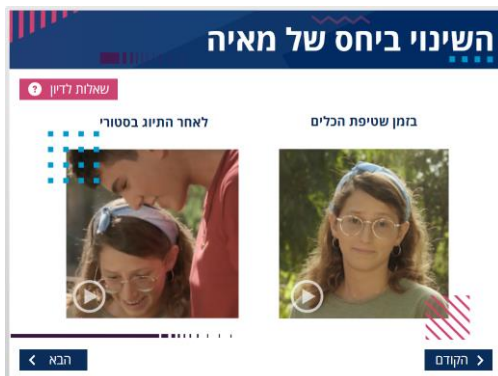 השינוי ביחס של מאיה
שאלות לדיון ?
בזמן שטיפת הכלים
לאחר התיוג בסטורי
הקודם
הבא